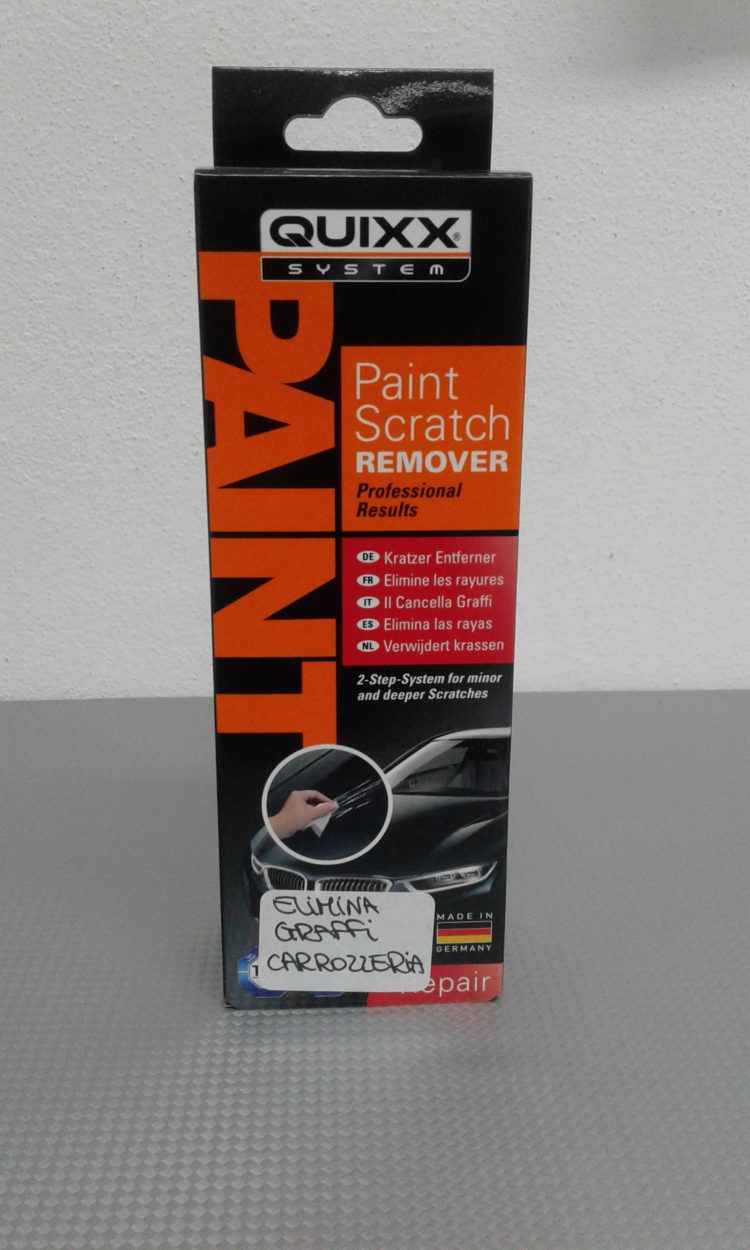 QUIXX®
SYSTEM
PAINT
Paint
Scratch
REMOVER
Professional
Results
DE Kratzer Entferner
FR Elimine les rayures
IT Il Cancella Graffi
ES Elimina las rayas
NL Verwijdert krassen
2-Step-System for minor
and deeper Scratches
ELIMINA
GRAFFI
CARROZZERIA
MADE IN
GERMANY
Repair